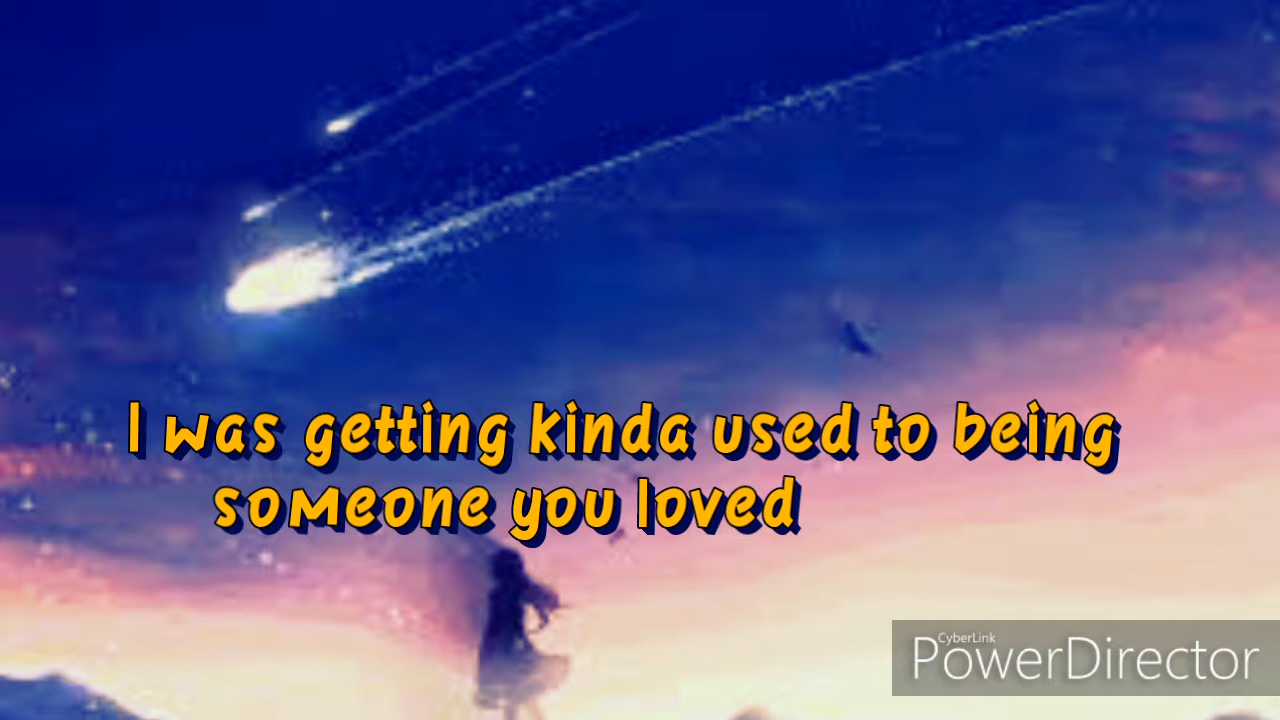 I was getting kinda used to being
someone you loved
CyberLink
PowerDirector